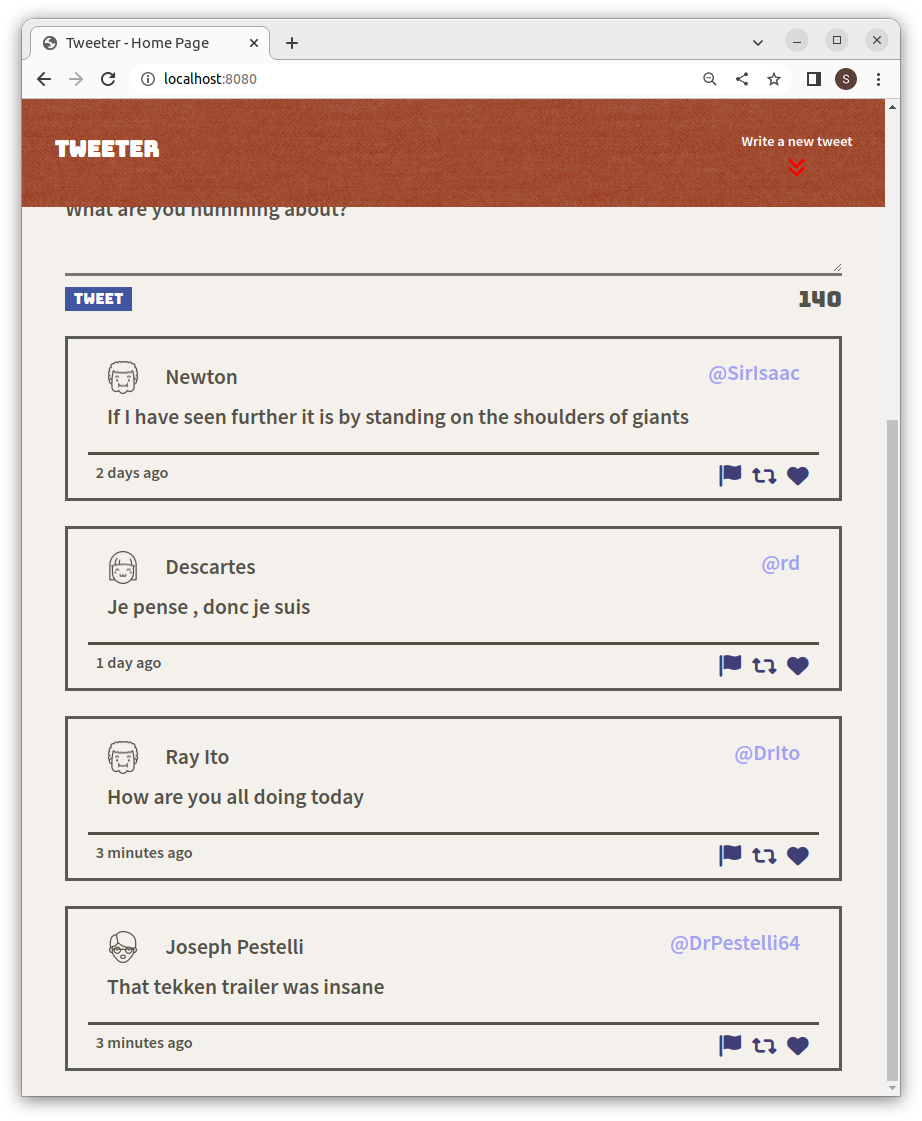 Tweeter - Home Page
localhost:8080
S
TWEETER
Write a new tweet
What are you humming about?
TWEET
140
Newton
@SirIsaac
If I have seen further it is by standing on the shoulders of giants
2 days ago
Descartes
@rd
Je pense , donc je suis
1 day ago
Ray Ito
@DrIto
How are you all doing today
3 minutes ago
Joseph Pestelli
@DrPestelli64
That tekken trailer was insane
3 minutes ago